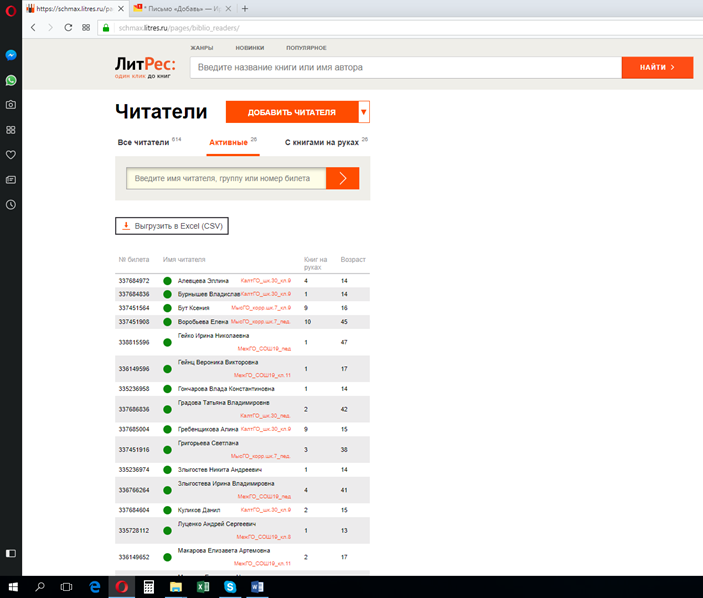 https://schmax.litres.ru/pa
* Письмо «Добавь» — V
schmax.litres.ru/pages/biblio_readers/
ЖАНРЫ НОВИНКИ ПОПУЛЯРНОЕ
ЛитРес:
один клик до книг
Введите название книги или имя автора
НАЙТИ
Читатели
ДОБАВИТЬ ЧИТАТЕЛЯ
Все читатели 614 Активные 26 С книгами на руках 26
Введите имя читателя, группу или номер билета
Выгрузить в Excel (CSV)
№ билета Имя читателя Книг на руках Возраст
337684972 Алевцева Эллина КалтГО_шк.30_кл.9 4 14
337684836 Бурнышев Владислав КалтГО_шк.30_кл.9 1 14
337451564 Бут Ксения МысГО_корр.шк.7_кл.9 9 16
337451908 Воробьева Елена МысГО_корр.шк.7_пед. 10 45
338815596 Гейко Ирина Николаевна 1 47
МежГО_СОШ19_пед.
336149596 Гейнц Вероника Викторовна 1 17
МежГО_СОШ19_кл.11
335236958 Гончарова Влада Константиновна 1 14
337686836 Градова Татьяна Владимировнв 2 42
КалтГО_шк.30_пед.
337685004 Гребенщикова Алина КалтГО_шк.30_кл.9 9 15
337451916 Григорьева Светлана 3 38
МысГО_корр.шк.7_пед.
335236974 Злыгостев Никита Андреевич 1 14
336766264 Злыгостева Ирина Владимировна 4 41
МежГО_СОШ19_пед.
337684604 Куликов Данил КалтГО_шк.30_кл.9 2 15
335728112 Луценко Андрей Сергеевич 1 13
МежГО_СОШ19_кл.8
336149652 Макарова Елизавета Артемовна 2 17
МежГО_СОШ19_кл.11